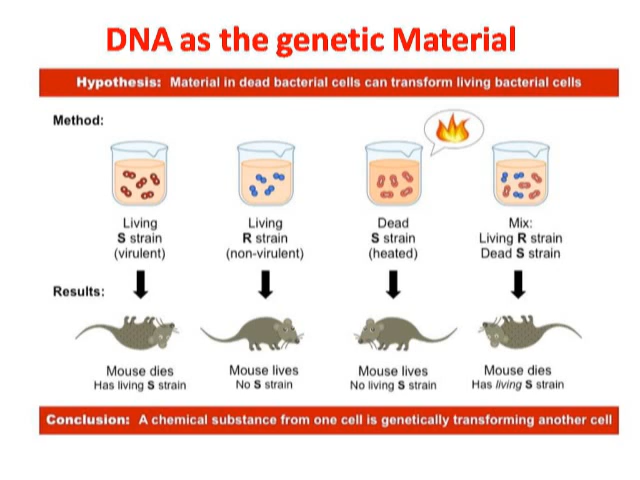 DNA as the genetic Material
Hypothesis: Material in dead bacterial cells can transform living bacterial cells
Method:
Living
S strain
(virulent)
Living
R strain
(non-virulent)
Dead
S strain
(heated)
Mix:
Living R strain
Dead S strain
Results:
Mouse dies
Has living S strain
Mouse lives
No S strain
Mouse lives
No living S strain
Mouse dies
Has living S strain
Conclusion: A chemical substance from one cell is genetically transforming another cell